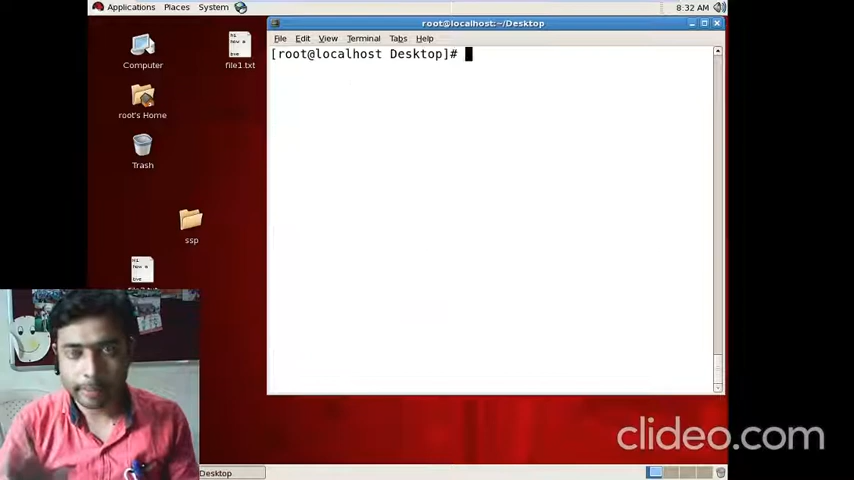 Applications Places System
8:32 AM
root@localhost:~/Desktop
File Edit View Terminal Tabs Help
[root@localhost Desktop]#
Computer
file1.txt
root's Home
Trash
ssp
Desktop
clideo.com